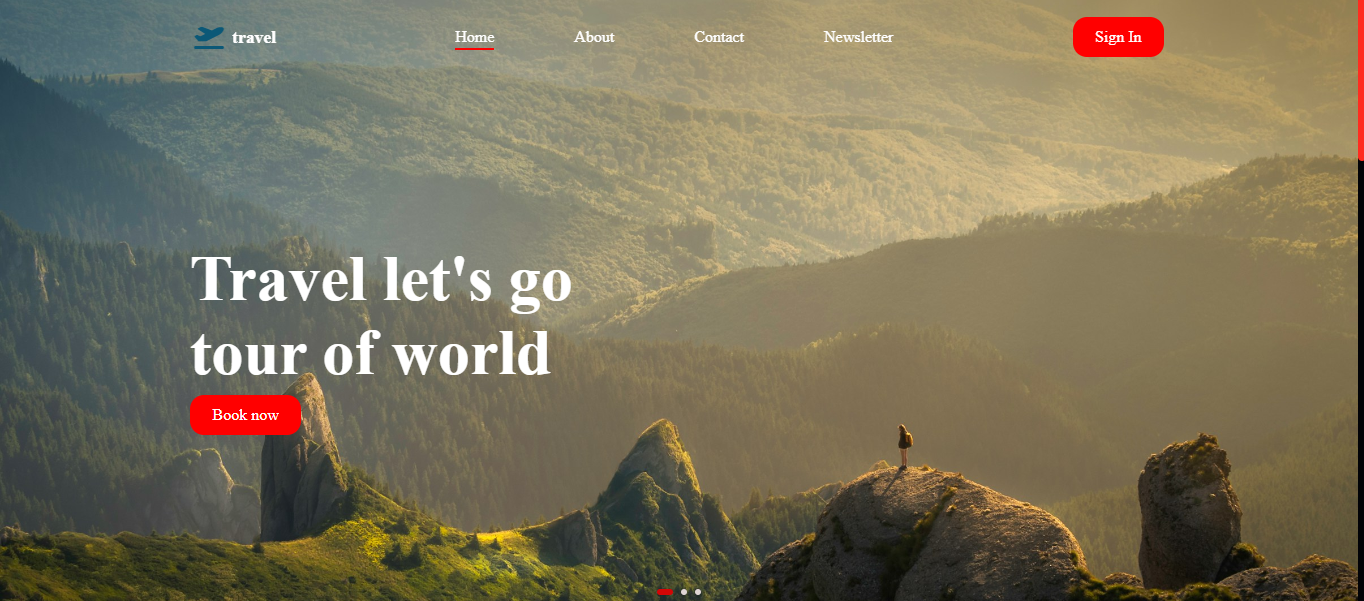 travel
Home
About
Contact
Newsletter
Sign In
Travel let's go
tour of world
Book now